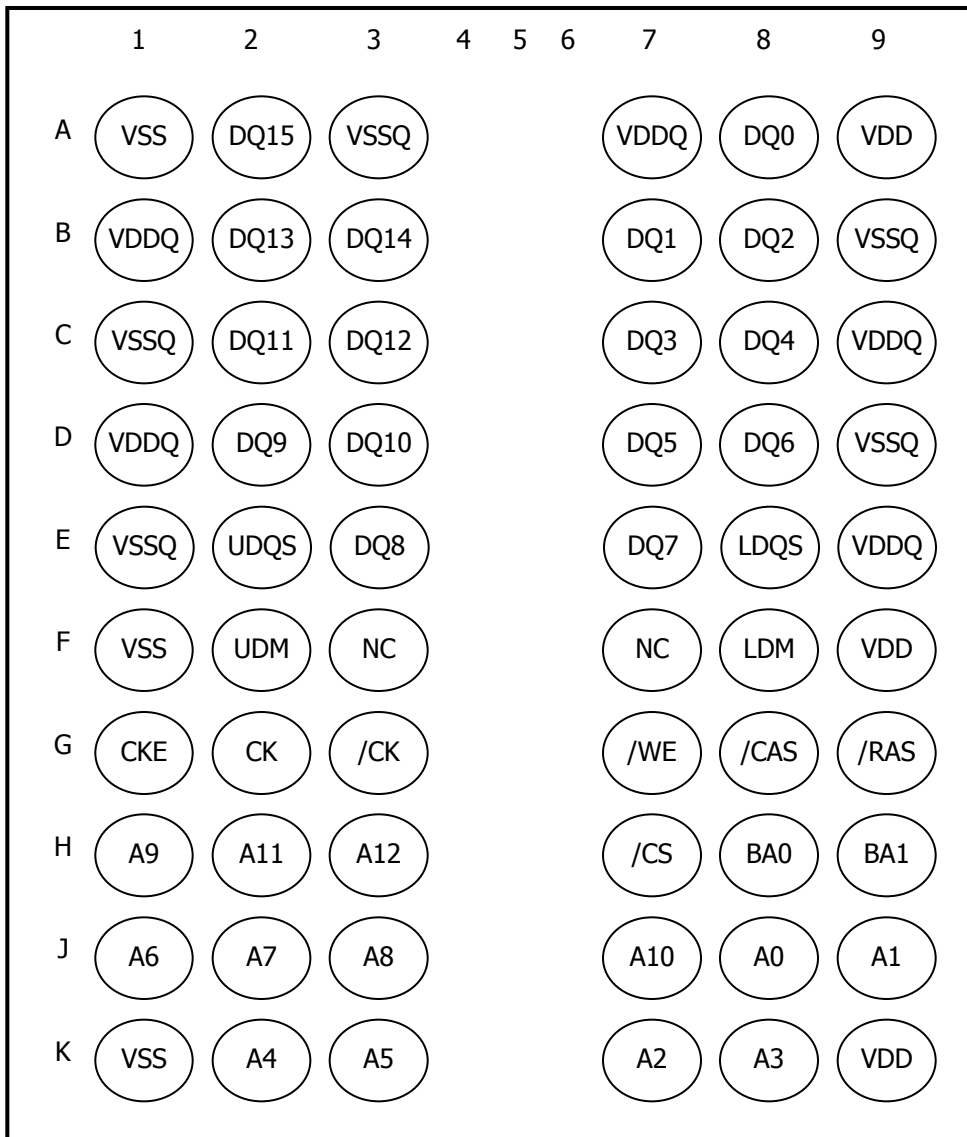 1 2 3 4 5 6 7 8 9
A VSS DQ15 VSSQ VDDQ DQ0 VDD
B VDDQ DQ13 DQ14 DQ1 DQ2 VSSQ
C VSSQ DQ11 DQ12 DQ3 DQ4 VDDQ
D VDDQ DQ9 DQ10 DQ5 DQ6 VSSQ
E VSSQ UDQS DQ8 DQ7 LDQS VDDQ
F VSS UDM NC NC LDM VDD
G CKE CK /CK /WE /CAS /RAS
H A9 A11 A12 /CS BA0 BA1
J A6 A7 A8 A10 A0 A1
K VSS A4 A5 A2 A3 VDD